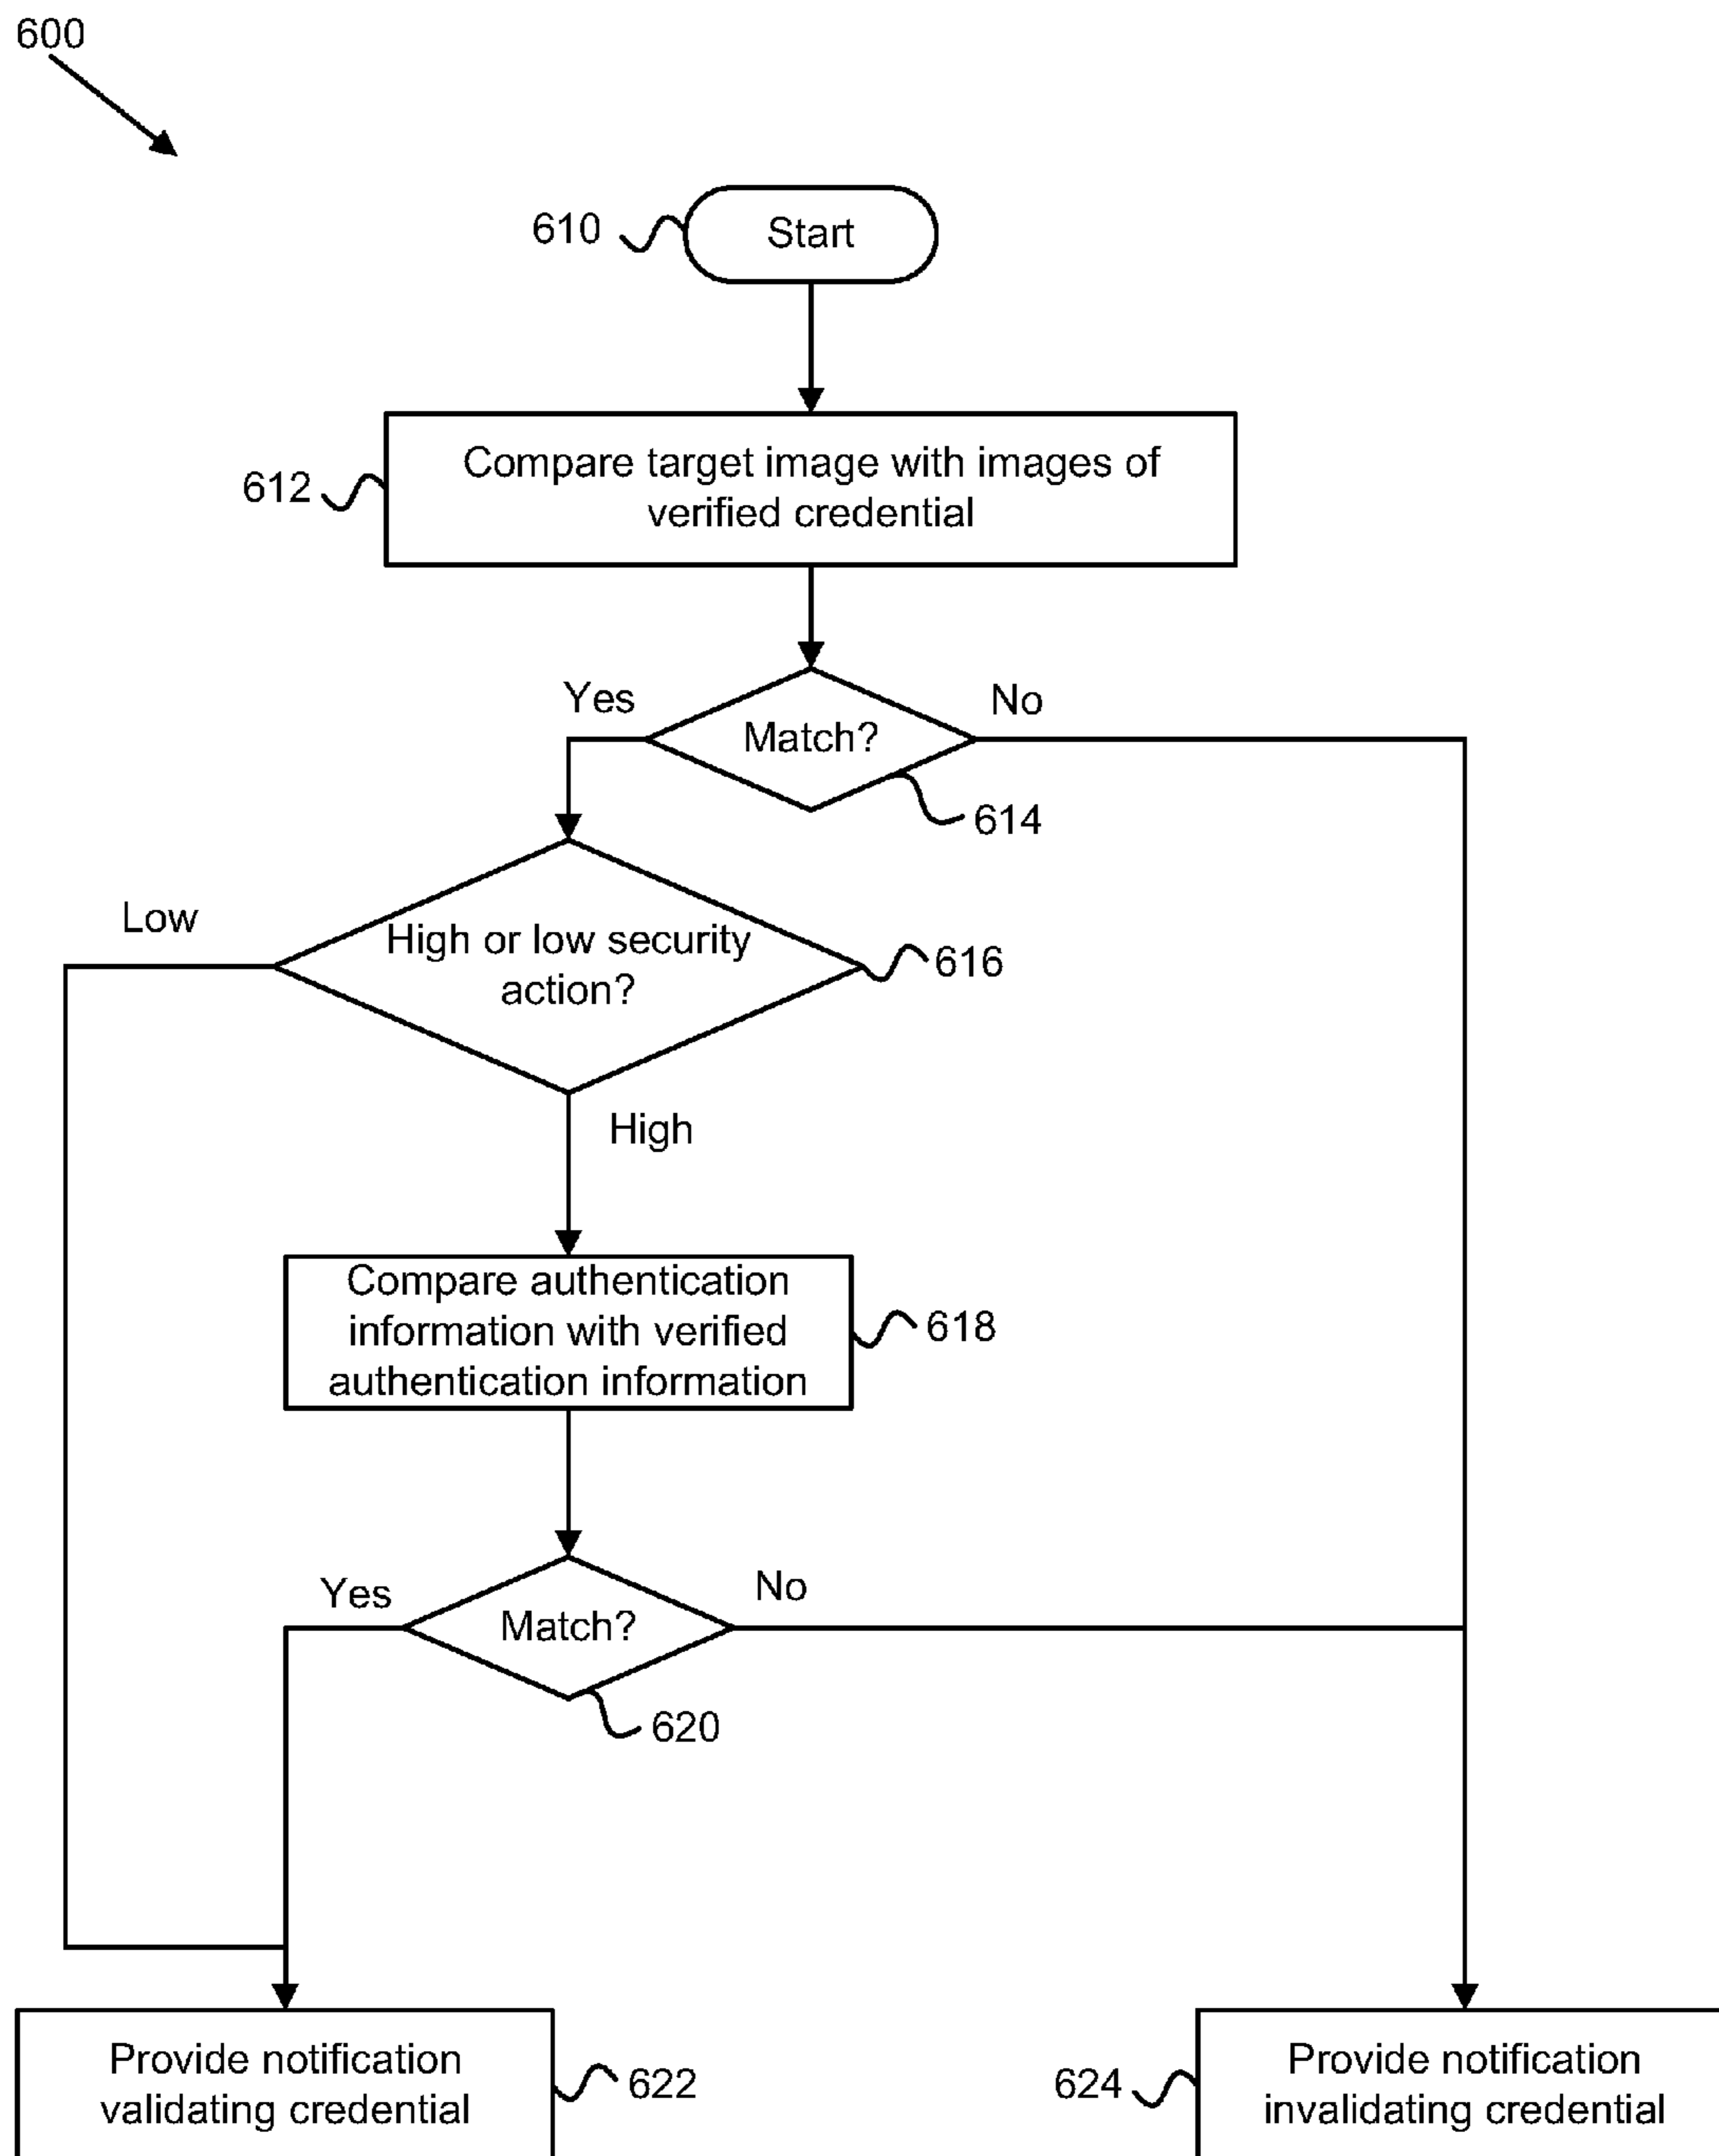 600
610
Start
612
Compare target image with images of
verified credential
Yes
No
Match?
614
Low
High or low security
action?
616
High
Compare authentication
information with verified
authentication information
618
Yes
No
Match?
620
Provide notification
validating credential
622
624
Provide notification
invalidating credential